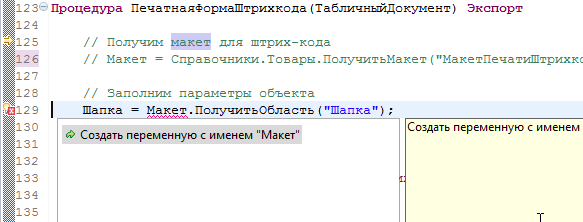 123 Процедура ПечатнаяФормаШтрихкода(ТабличныйДокумент) Экспорт
124
125 // Получим макет для штрих-кода
126 // Макет = Справочники.Товары.ПолучитьМакет("МакетПечатиШтрихко
127
128 // Заполним параметры объекта
129 Шапка = Макет.ПолучитьОбласть("Шапка");
130
131 Создать переменную с именем "Макет"
Создать переменную с именем
132
133
134
135